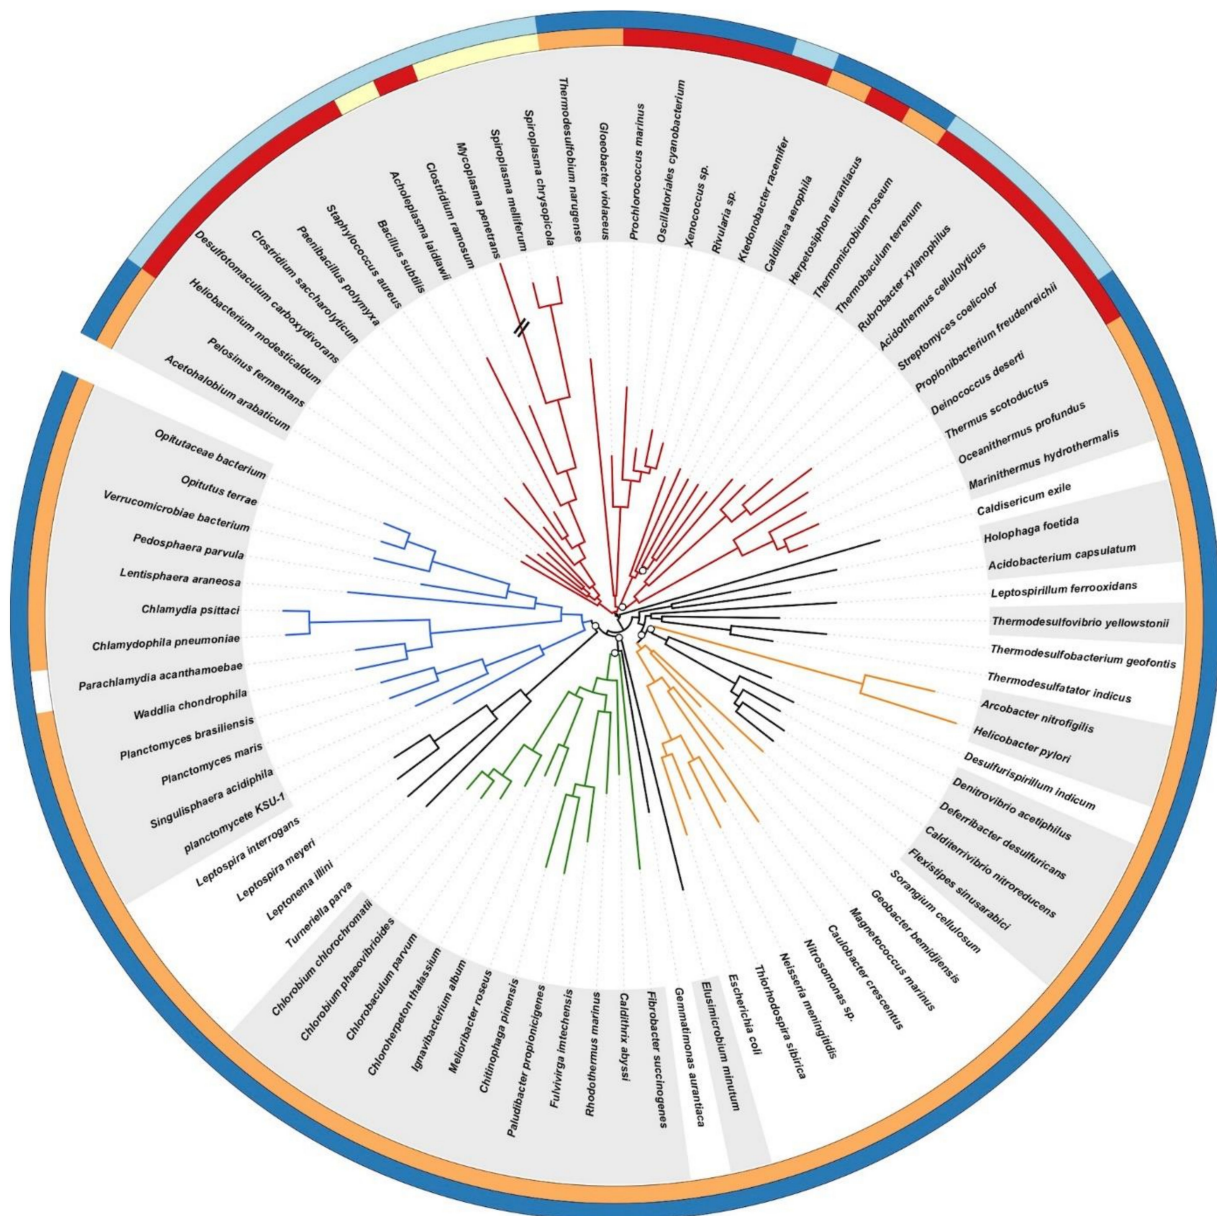 Acetohalobium arabaticum
Pelosinus fermentans
Heliobacterium modesticaldum
Desulfotomaculum carboxydivorans
Clostridium saccharolyticum
Paenibacillus polymyxa
Staphylococcus aureus
Bacillus subtilis
Acholeplasma laidlawii
Clostridium ramosum
Mycoplasma penetrans
Spiroplasma melliferum
Spiroplasma chrysopicola
Thermodesulfobium narugense
Gloeobacter violaceus
Prochlorococcus marinus
Oscillatoriales cyanobacterium
Xenococcus sp.
Rivularia sp.
Ktedonobacter racemifer
Caldilinea aerophila
Herpetosiphon aurantiacus
Thermomicrobium roseum
Thermobaculum terrenum
Rubrobacter xylanophilus
Acidothermus cellulolyticus
Streptomyces coelicolor
Propionibacterium freudenreichii
Deinococcus deserti
Thermus scotoductus
Oceanithermus profundus
Marinithermus hydrothermalis
Caldisericum exile
Holophaga foetida
Acidobacterium capsulatum
Leptospirillum ferrooxidans
Thermodesulfovibrio yellowstonii
Thermodesulfobacterium geofontis
Thermodesulfatator indicus
Arcobacter nitrofigilis
Helicobacter pylori
Desulfurispirillum indicum
Denitrovibrio acetiphilus
Deferribacter desulfuricans
Calditerrivibrio nitroreducens
Flexistipes sinusarabici
Sorangium cellulosum
Geobacter bemidjiensis
Magnetococcus marinus
Caulobacter crescentus
Nitrosomonas sp.
Neisseria meningitidis
Thiorhodospira sibirica
Escherichia coli
Elusimicrobium minutum
Gemmatimonas aurantiaca
Fibrobacter succinogenes
Caldithrix abyssi
Rhodothermus marinus
Fulvivirga imtechensis
Paludibacter propionicigenes
Chitinophaga pinensis
Melioribacter roseus
Ignavibacterium album
Chloroherpeton thalassium
Chlorobaculum parvum
Chlorobium phaeovibrioides
Chlorobium chlorochromatii
Turneriella parva
Leptonema illini
Leptospira meyeri
Leptospira interrogans
planctomycete KSU-1
Singulisphaera acidiphila
Planctomyces maris
Planctomyces brasiliensis
Waddlia chondrophila
Parachlamydia acanthamoebae
Chlamydophila pneumoniae
Chlamydia psittaci
Lentisphaera araneosa
Pedosphaera parvula
Verrucomicrobiae bacterium
Opitutus terrae
Opitutaceae bacterium